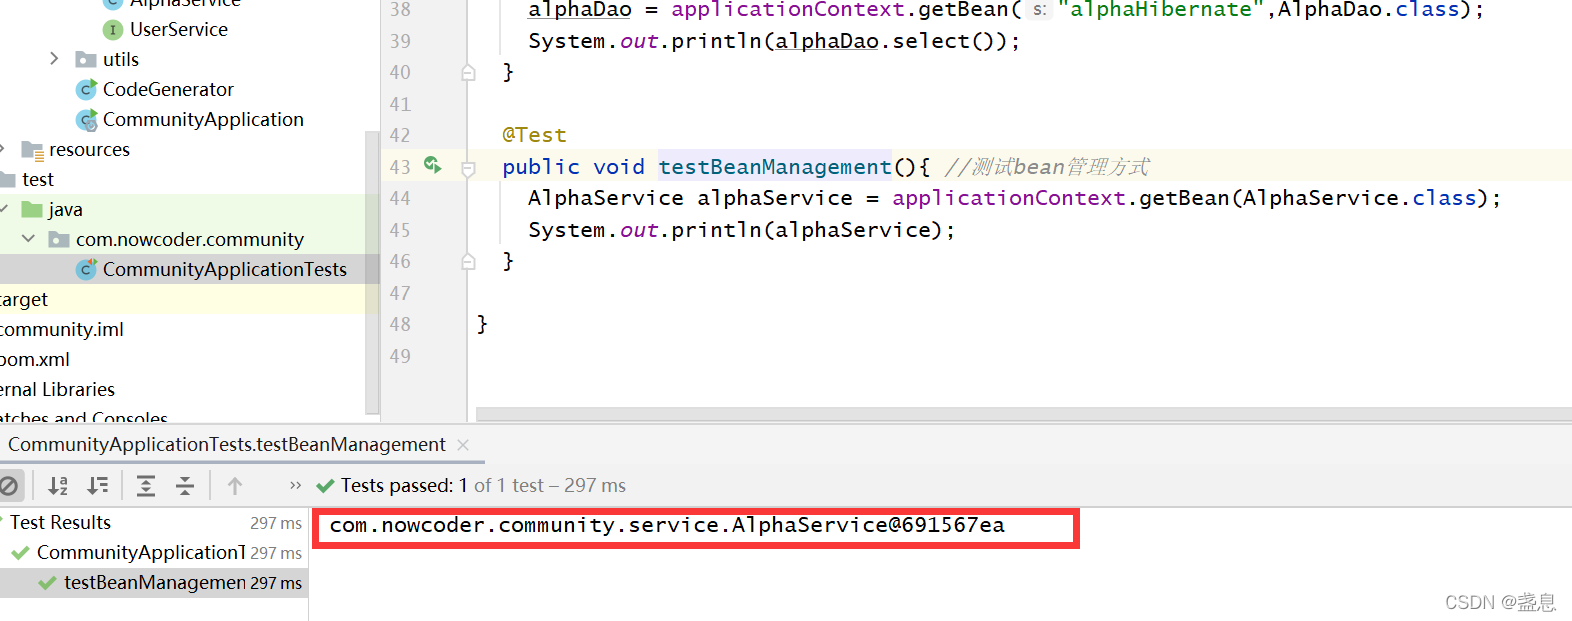 AlphaService
UserService
utils
CodeGenerator
CommunityApplication
resources
test
java
com.nowcoder.community
CommunityApplicationTests
target
community.iml
pom.xml
ernal Libraries
atches and Consoles
38 alphaDao = applicationContext.getBean( s: "alphaHibernate",AlphaDao.class);
39 System.out.println(alphaDao.select());
40 }
41
42 @Test
43 public void testBeanManagement(){ //测试bean管理方式
44 AlphaService alphaService = applicationContext.getBean(AlphaService.class);
45 System.out.println(alphaService);
46 }
47
48 }
49
CommunityApplicationTests.testBeanManagement ×
» Tests passed: 1 of 1 test – 297 ms
Test Results 297 ms
CommunityApplicationT 297 ms
testBeanManagemen 297 ms
com.nowcoder.community.service.AlphaService@691567ea
CSDN @盏息